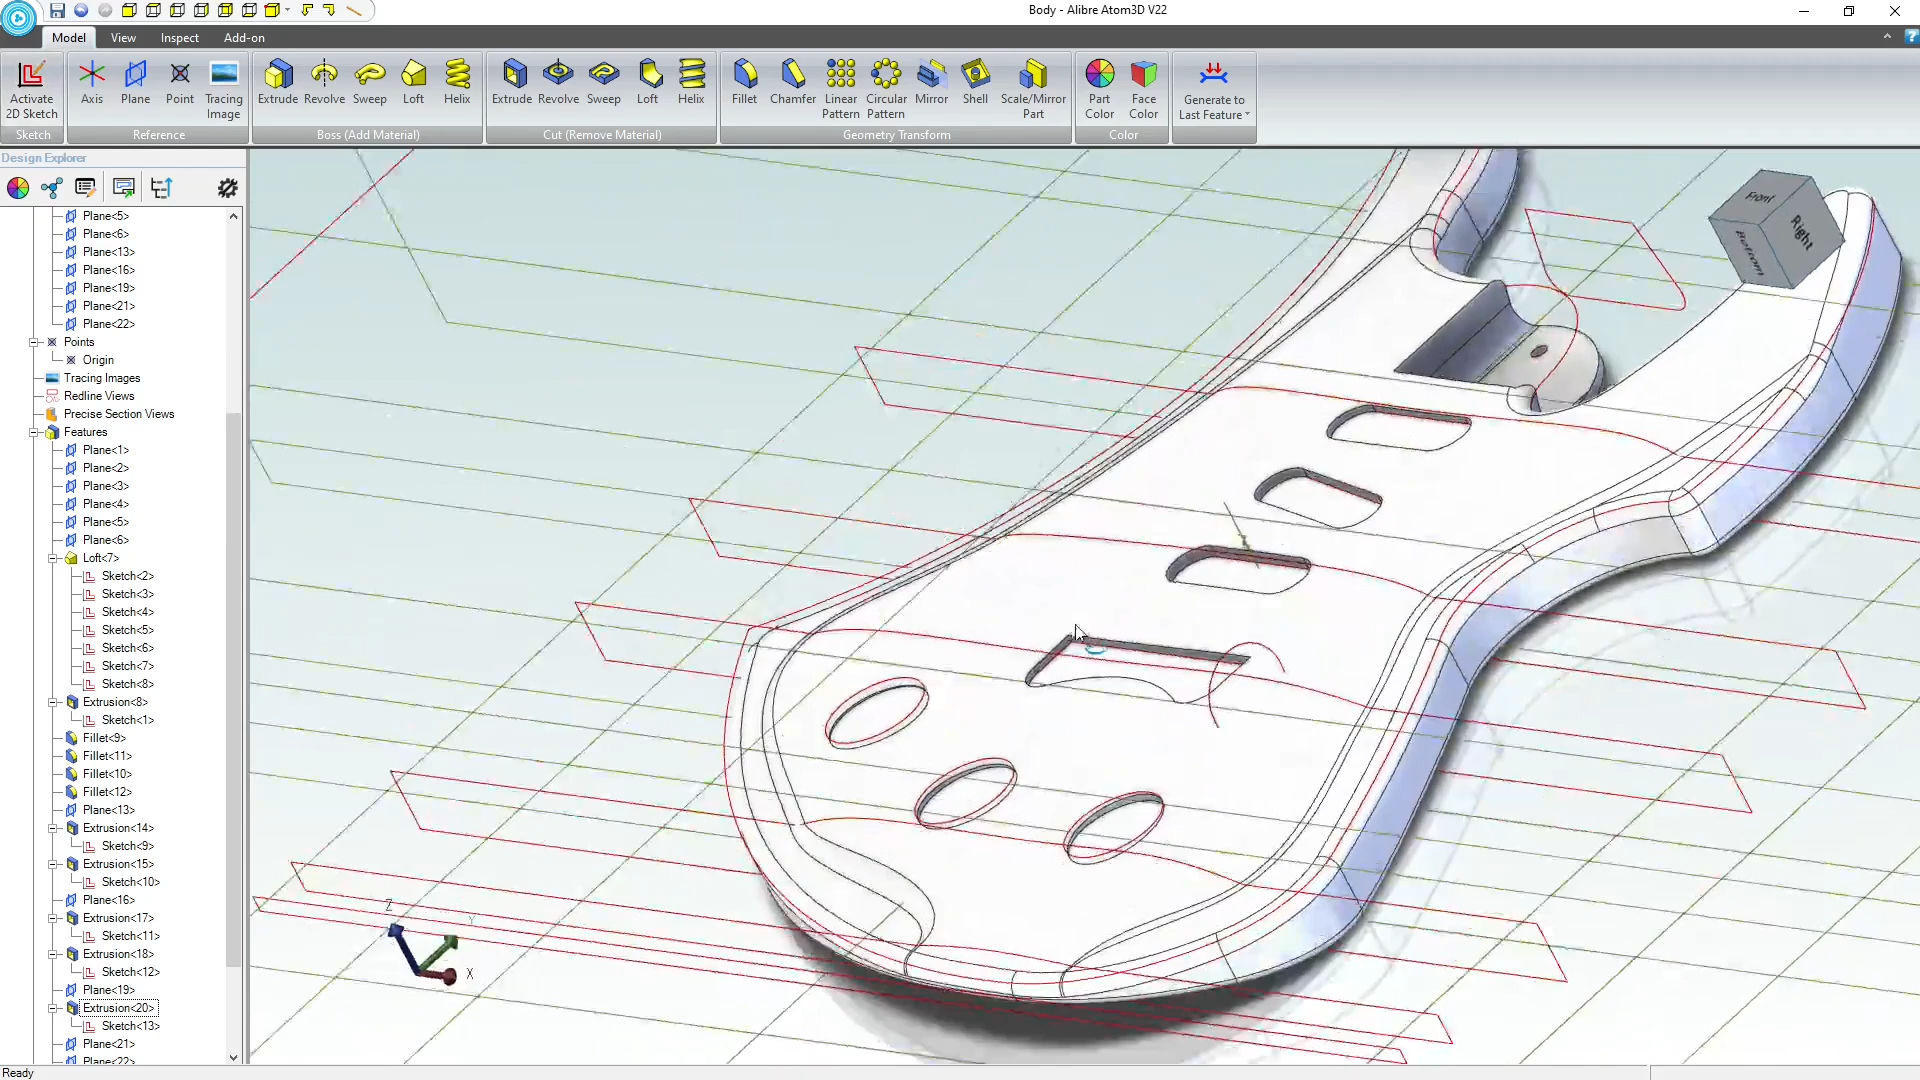 Body - Alibre Atom3D V22
Model View Inspect Add-on
Activate 2D Sketch
Axis
Plane
Point
Tracing Image
Extrude
Revolve
Sweep
Loft
Helix
Extrude
Revolve
Sweep
Loft
Helix
Fillet
Chamfer
Linear Pattern
Circular Pattern
Mirror
Shell
Scale/Mirror Part
Part Color
Face Color
Generate to Last Feature
Sketch
Reference
Boss (Add Material)
Cut (Remove Material)
Geometry Transform
Color
Design Explorer
Plane<5>
Plane<6>
Plane<13>
Plane<16>
Plane<19>
Plane<21>
Plane<22>
Points
Origin
Tracing Images
Redline Views
Precise Section Views
Features
Plane<1>
Plane<2>
Plane<3>
Plane<4>
Plane<5>
Plane<6>
Loft<7>
Sketch<2>
Sketch<3>
Sketch<4>
Sketch<5>
Sketch<6>
Sketch<7>
Sketch<8>
Extrusion<8>
Sketch<1>
Fillet<9>
Fillet<11>
Fillet<10>
Fillet<12>
Plane<13>
Extrusion<14>
Sketch<9>
Extrusion<15>
Sketch<10>
Plane<16>
Extrusion<17>
Sketch<11>
Extrusion<18>
Sketch<12>
Plane<19>
Extrusion<20>
Sketch<13>
Plane<21>
Plane<22>
Front
Right
Bottom
Z
Y
X
Ready